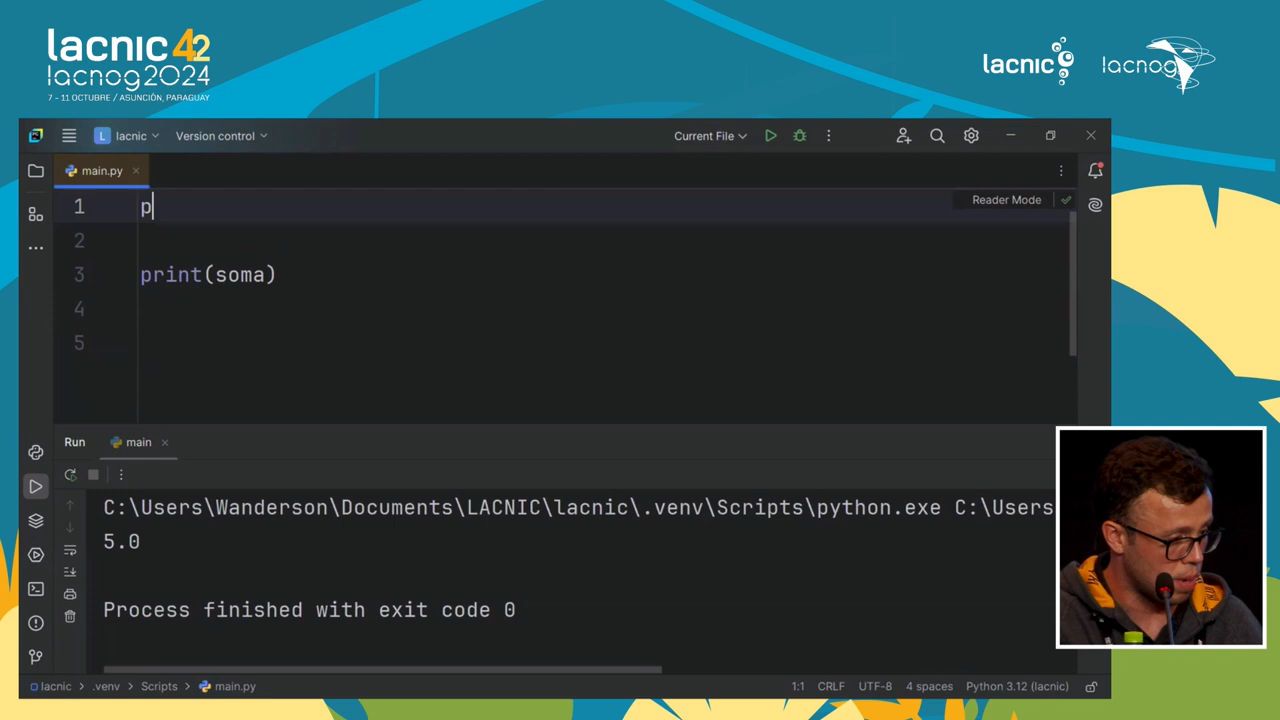 lacnic 42
lacnog2024
7 - 11 OCTUBRE / ASUNCIÓN, PARAGUAY
lacnic
lacnog
L lacnic
Version control
Current File
main.py
1 p
Reader Mode
2
3 print(soma)
4
5
Run
main
C:\Users\Wanderson\Documents\LACNIC\lacnic\.venv\Scripts\python.exe C:\Users
5.0
Process finished with exit code 0
lacnic > .venv > Scripts > main.py
1:1 CRLF UTF-8 4 spaces Python 3.12 (lacnic)